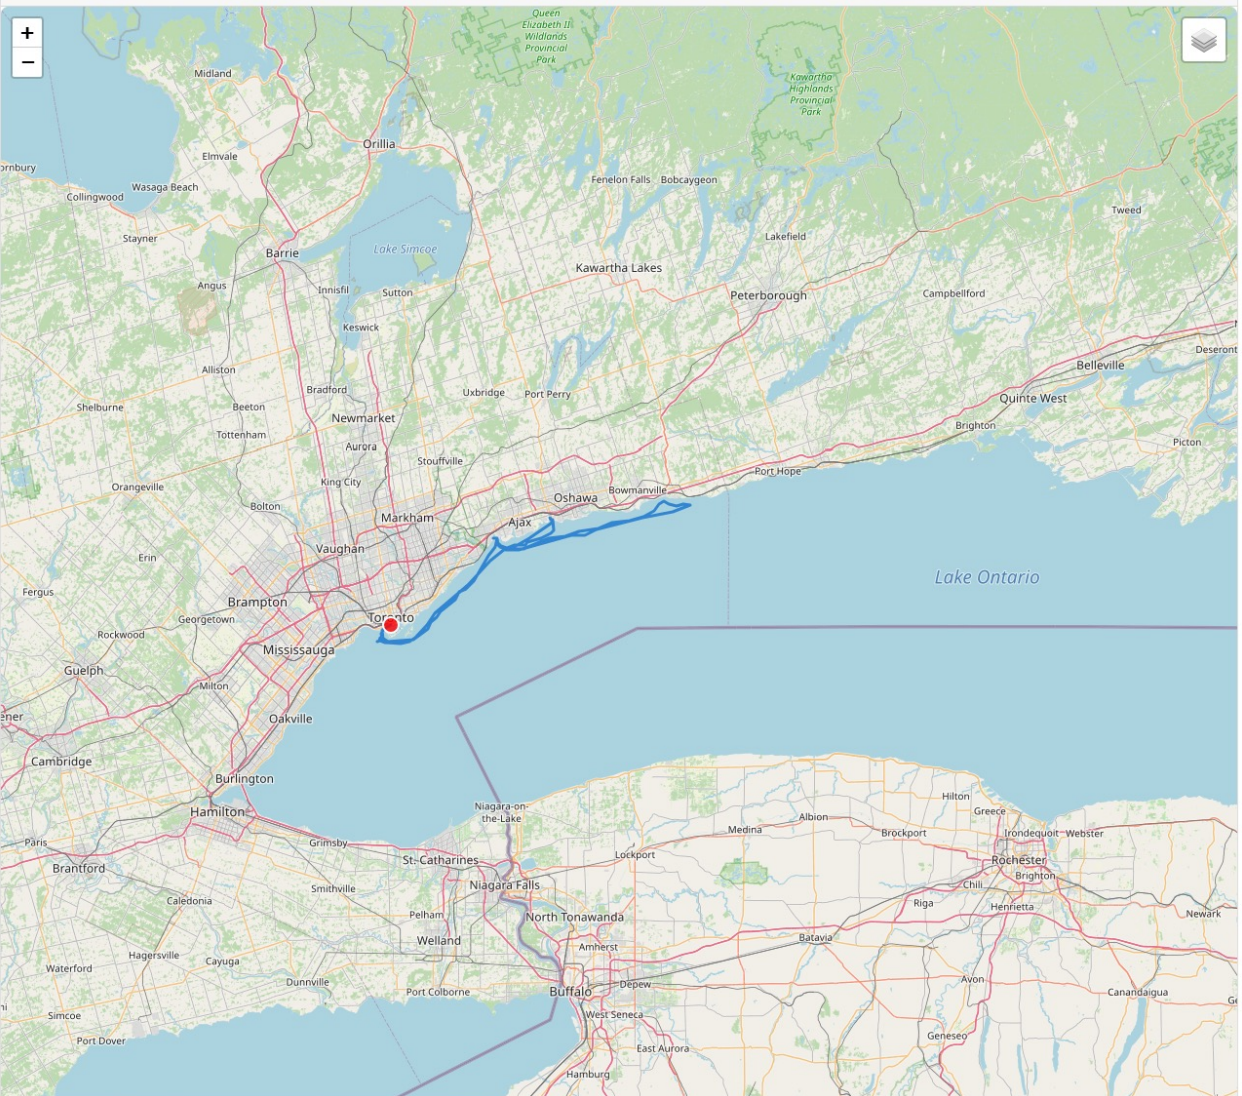 +
−
Queen
Elizabeth II
Wildlands
Provincial
Park
Midland
Kawartha
Highlands
Provincial
Park
Orillia
Elmvale
Wasaga Beach
Collingwood
Fenelon Falls
Bobcaygeon
Tweed
Stayner
Lakefield
Barrie
Lake Simcoe
Kawartha Lakes
Angus
Innisfil
Sutton
Peterborough
Campbellford
Keswick
Deseront
Alliston
Belleville
Bradford
Uxbridge
Port Perry
Quinte West
Shelburne
Beeton
Newmarket
Brighton
Tottenham
Aurora
Picton
Stouffville
Port Hope
Orangeville
King City
Oshawa
Bowmanville
Bolton
Markham
Ajax
Vaughan
Erin
Lake Ontario
Fergus
Brampton
Georgetown
Toronto
Rockwood
Mississauga
Guelph
Milton
ener
Oakville
Cambridge
Burlington
Hamilton
Niagara-on-
the-Lake
Hilton
Greece
Albion
Medina
Brockport
Irondequoit
Webster
Paris
Grimsby
Lockport
St. Catharines
Rochester
Brantford
Niagara Falls
Brighton
Smithville
Chili
Caledonia
Riga
Henrietta
Pelham
North Tonawanda
Newark
Welland
Amherst
Batavia
Hagersville
Cayuga
Waterford
Dunnville
Port Colborne
Buffalo
Depew
Avon
Canandaigua
Simcoe
West Seneca
Port Dover
East Aurora
Geneseo
Hamburg